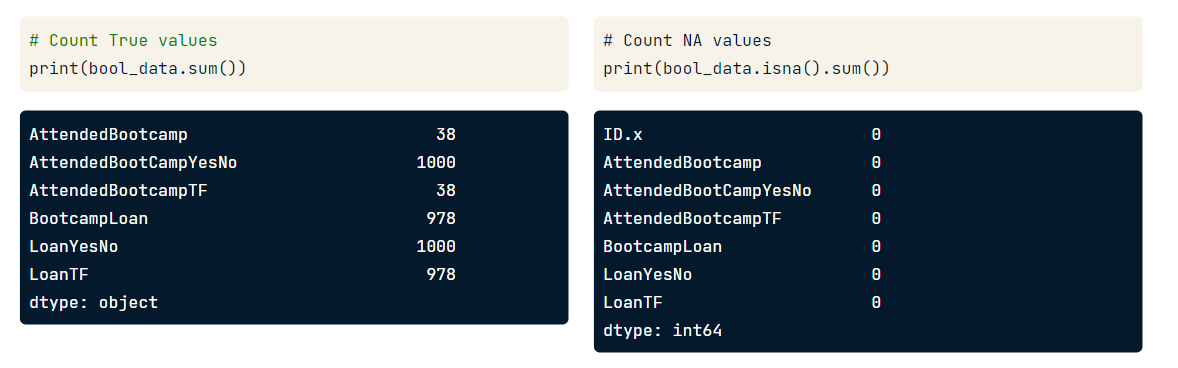 # Count True values
print(bool_data.sum())
AttendedBootcamp 38
AttendedBootCampYesNo 1000
AttendedBootcampTF 38
BootcampLoan 978
LoanYesNo 1000
LoanTF 978
dtype: object
# Count NA values
print(bool_data.isna().sum())
ID.x 0
AttendedBootcamp 0
AttendedBootCampYesNo 0
AttendedBootcampTF 0
BootcampLoan 0
LoanYesNo 0
LoanTF 0
dtype: int64